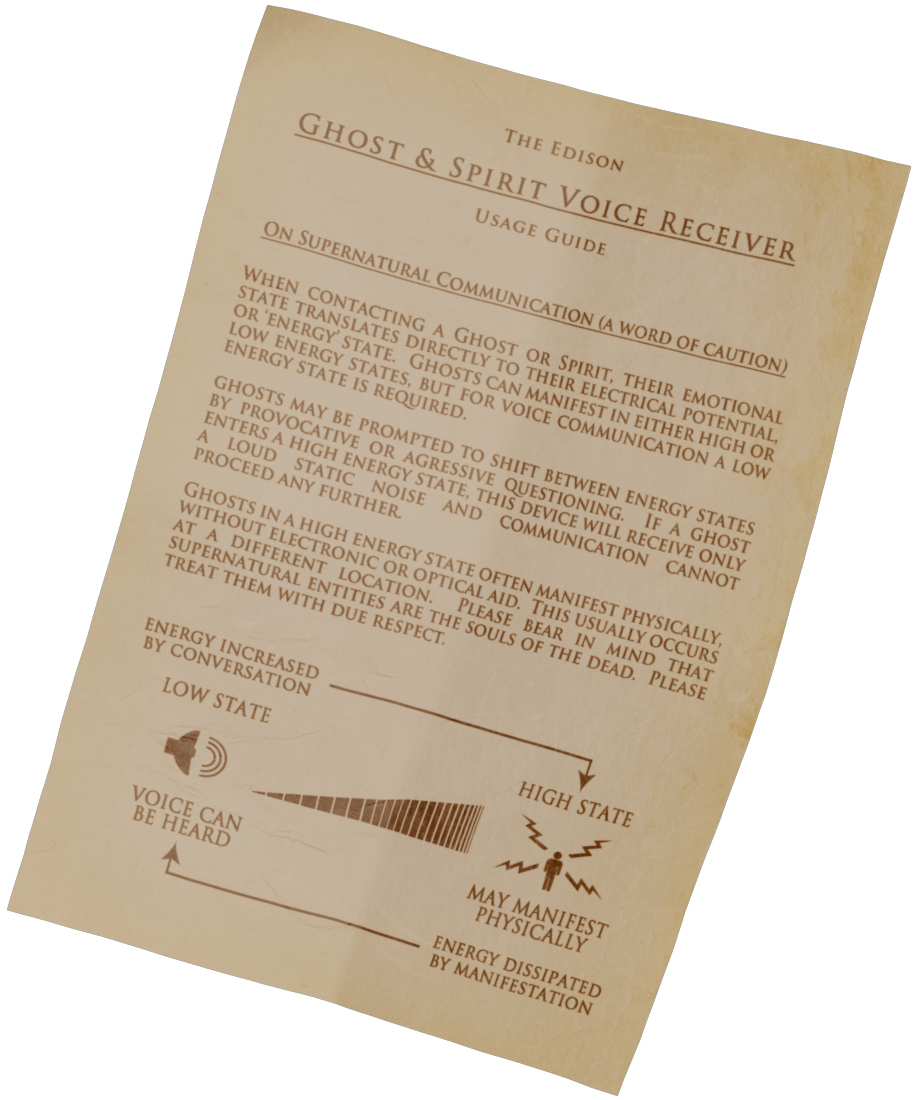 The Edison
Ghost & Spirit Voice Receiver
Usage Guide
On Supernatural Communication (a word of caution)
When contacting a Ghost or Spirit, their emotional
state translates directly to their electrical potential,
or 'energy' state. Ghosts can manifest in either high or
low energy states, but for voice communication a low
energy state is required.
Ghosts may be prompted to shift between energy states
by provocative or agressive questioning. If a ghost
enters a high energy state, this device will receive only
a loud static noise and communication cannot
proceed any further.
Ghosts in a high energy state often manifest physically,
without electronic or optical aid. This usually occurs
at a different location. Please bear in mind that
supernatural entities are the souls of the dead. Please
treat them with due respect.
ENERGY INCREASED
BY CONVERSATION
LOW STATE
VOICE CAN
BE HEARD
HIGH STATE
MAY MANIFEST
PHYSICALLY
ENERGY DISSIPATED
BY MANIFESTATION